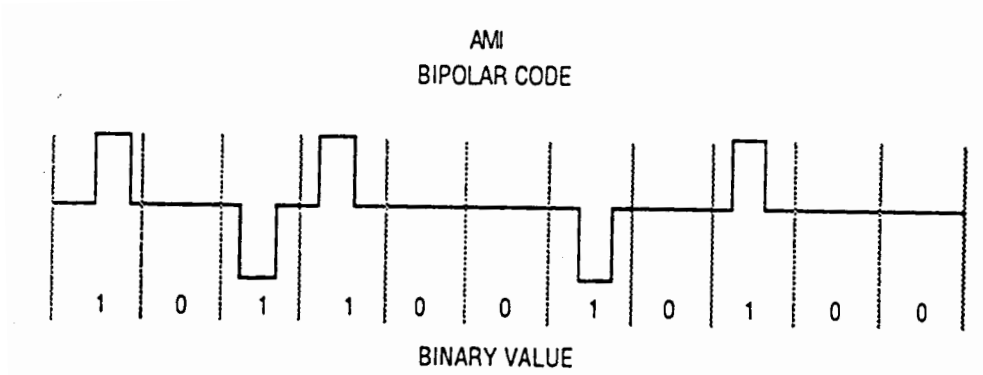 AMI
BIPOLAR CODE
1 0 1 1 0 0 1 0 1 0 0
BINARY VALUE